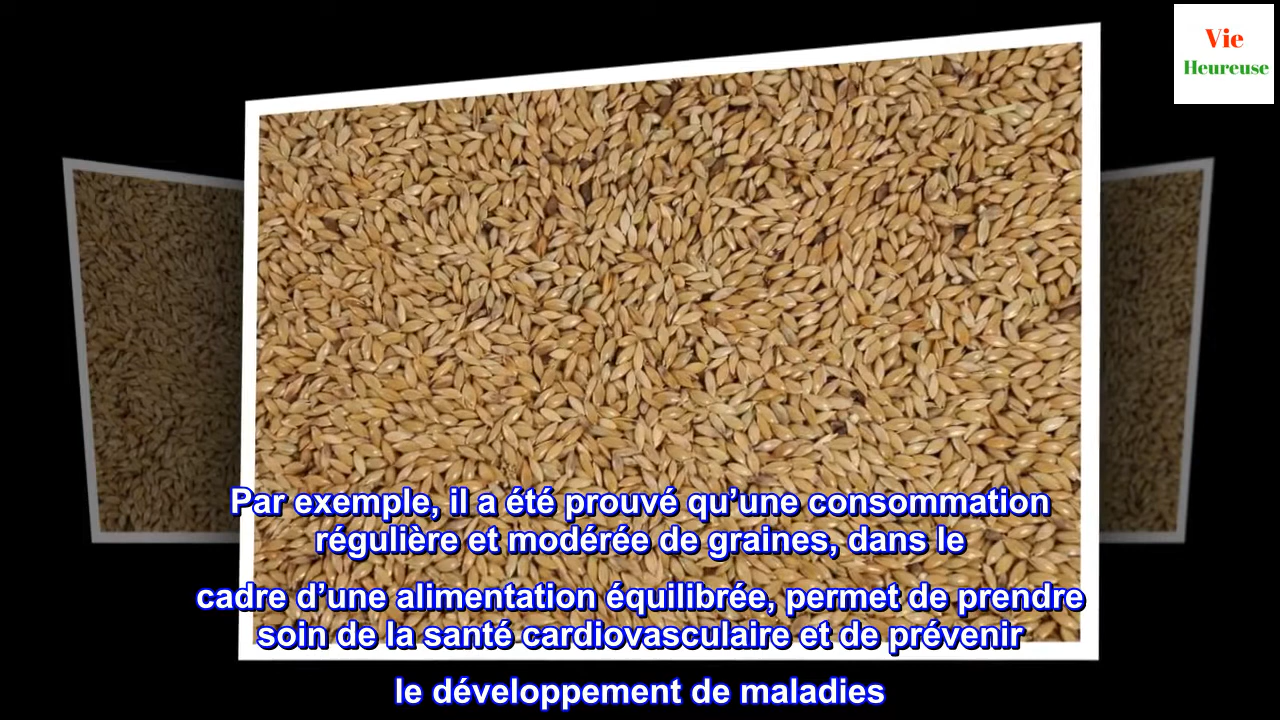 Vie
Heureuse
Par exemple, il a été prouvé qu’une consommation
régulière et modérée de graines, dans le
cadre d’une alimentation équilibrée, permet de prendre
soin de la santé cardiovasculaire et de prévenir
le développement de maladies